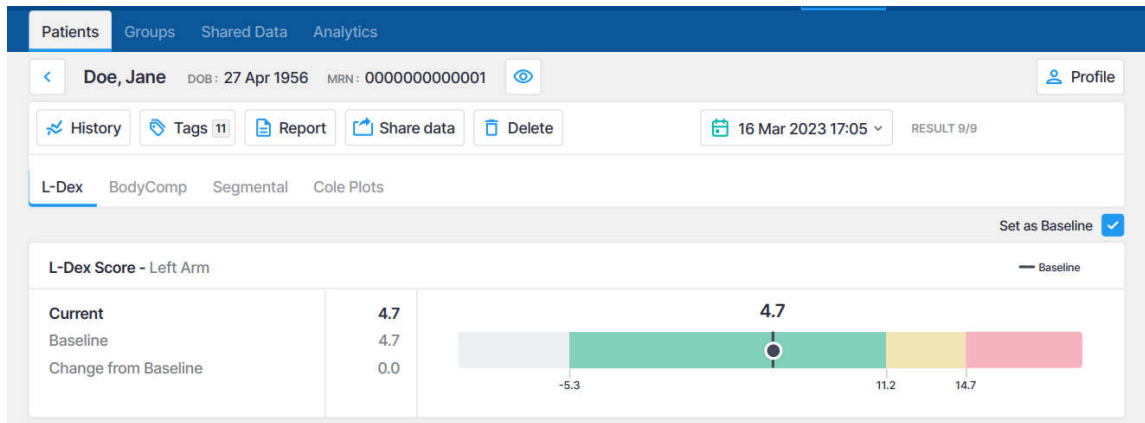 Patients Groups Shared Data Analytics
Doe, Jane DOB: 27 Apr 1956 MRN: 0000000000001 Profile
History Tags 11 Report Share data Delete 16 Mar 2023 17:05 RESULT 9/9
L-Dex BodyComp Segmental Cole Plots
Set as Baseline
L-Dex Score - Left Arm Baseline
Current 4.7 4.7
Baseline 4.7
Change from Baseline 0.0
-5.3 11.2 14.7